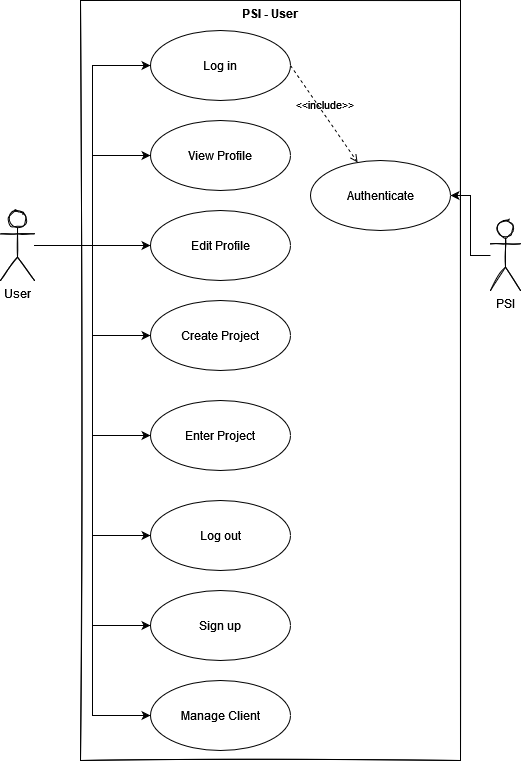 PSI - User
Log in
<<include>>
View Profile
Authenticate
Edit Profile
User
PSI
Create Project
Enter Project
Log out
Sign up
Manage Client